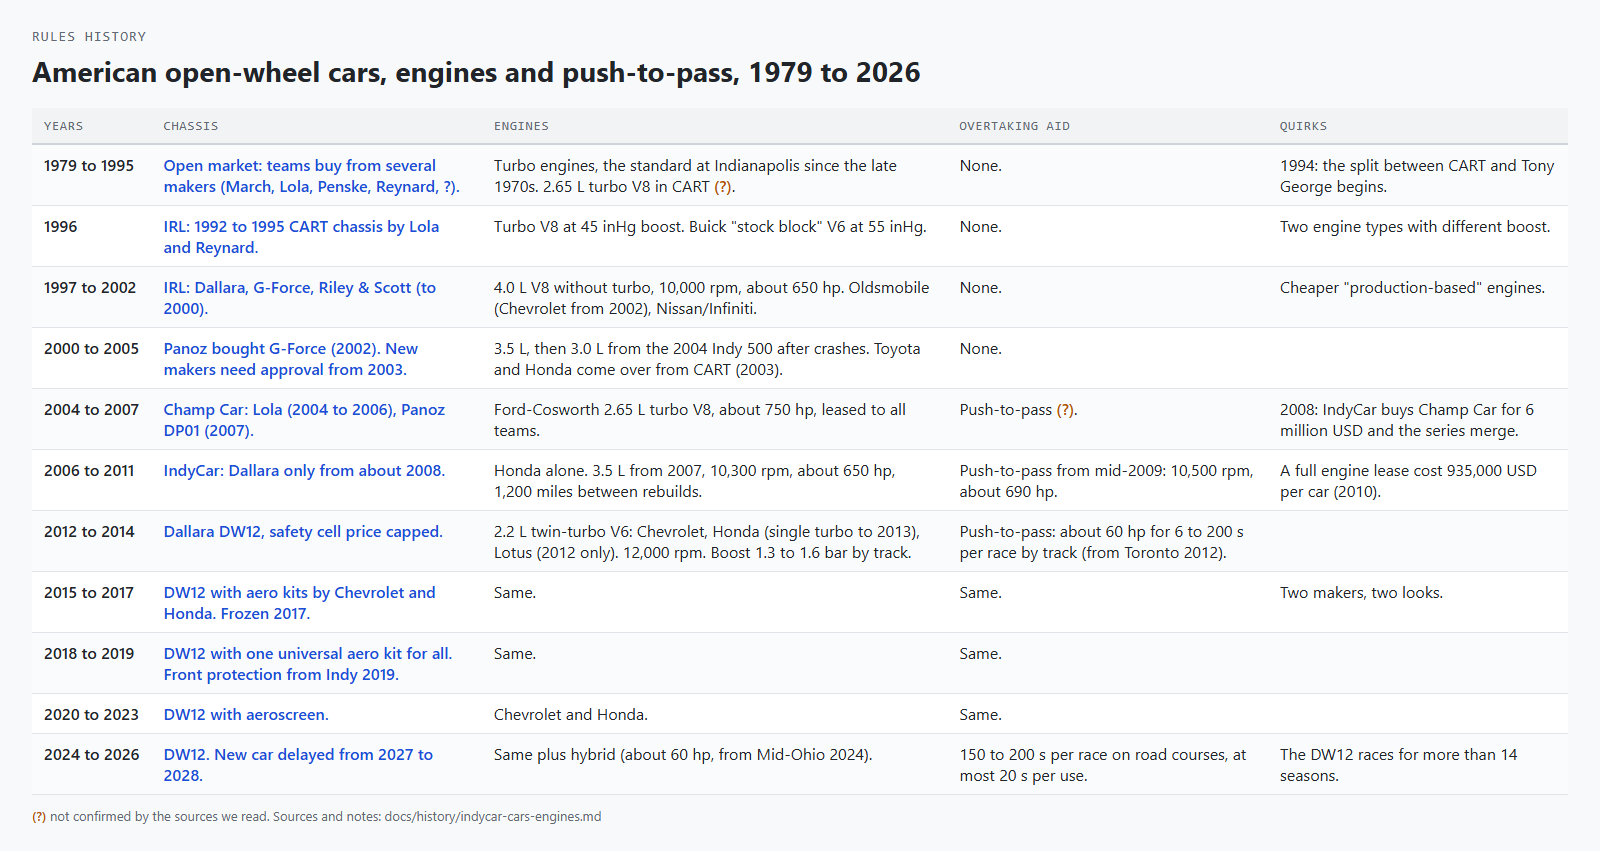 RULES HISTORY
American open-wheel cars, engines and push-to-pass, 1979 to 2026
YEARS CHASSIS ENGINES OVERTAKING AID QUIRKS
1979 to 1995 Open market: teams buy from several Turbo engines, the standard at Indianapolis since the late None. 1994: the split between CART and Tony
makers (March, Lola, Penske, Reynard, ?). 1970s. 2.65 L turbo V8 in CART (?). George begins.
1996 IRL: 1992 to 1995 CART chassis by Lola Turbo V8 at 45 inHg boost. Buick "stock block" V6 at 55 inHg. None. Two engine types with different boost.
and Reynard.
1997 to 2002 IRL: Dallara, G-Force, Riley & Scott (to 4.0 L V8 without turbo, 10,000 rpm, about 650 hp. Oldsmobile None. Cheaper "production-based" engines.
2000). (Chevrolet from 2002), Nissan/Infiniti.
2000 to 2005 Panoz bought G-Force (2002). New 3.5 L, then 3.0 L from the 2004 Indy 500 after crashes. Toyota None.
makers need approval from 2003. and Honda come over from CART (2003).
2004 to 2007 Champ Car: Lola (2004 to 2006), Panoz Ford-Cosworth 2.65 L turbo V8, about 750 hp, leased to all Push-to-pass (?). 2008: IndyCar buys Champ Car for 6
DP01 (2007). teams. million USD and the series merge.
2006 to 2011 IndyCar: Dallara only from about 2008. Honda alone. 3.5 L from 2007, 10,300 rpm, about 650 hp, Push-to-pass from mid-2009: 10,500 rpm, A full engine lease cost 935,000 USD
1,200 miles between rebuilds. about 690 hp. per car (2010).
2012 to 2014 Dallara DW12, safety cell price capped. 2.2 L twin-turbo V6: Chevrolet, Honda (single turbo to 2013), Push-to-pass: about 60 hp for 6 to 200 s
Lotus (2012 only). 12,000 rpm. Boost 1.3 to 1.6 bar by track. per race by track (from Toronto 2012).
2015 to 2017 DW12 with aero kits by Chevrolet and Same. Same. Two makers, two looks.
Honda. Frozen 2017.
2018 to 2019 DW12 with one universal aero kit for all. Same. Same.
Front protection from Indy 2019.
2020 to 2023 DW12 with aeroscreen. Chevrolet and Honda. Same.
2024 to 2026 DW12. New car delayed from 2027 to Same plus hybrid (about 60 hp, from Mid-Ohio 2024). 150 to 200 s per race on road courses, at The DW12 races for more than 14
2028. most 20 s per use. seasons.
(?) not confirmed by the sources we read. Sources and notes: docs/history/indycar-cars-engines.md